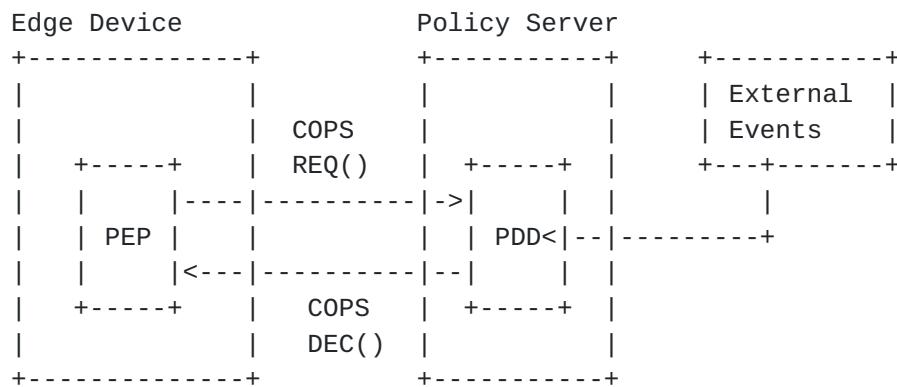 Edge Device Policy Server
External
COPS Events
REQ()
PEP PDD
COPS
DEC()